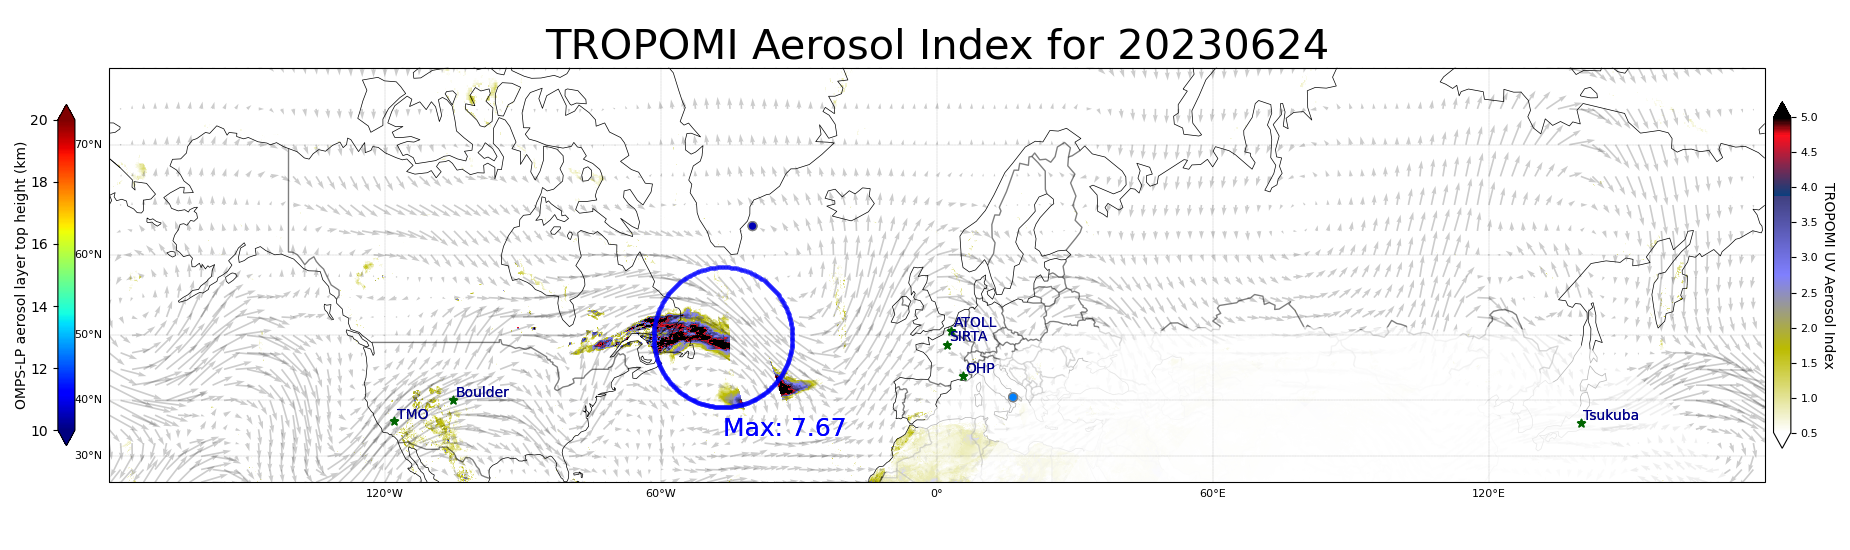 TROPOMI Aerosol Index for 20230624
20
18
16
14
12
10
OMPS-LP aerosol layer top height (km)
70°N
60°N
50°N
40°N
30°N
120°W
60°W
0°
60°E
120°E
ATOLL
SIRTA
OHP
Boulder
TMO
Tsukuba
Max: 7.67
5.0
4.5
4.0
3.5
3.0
2.5
2.0
1.5
1.0
0.5
TROPOMI UV Aerosol Index